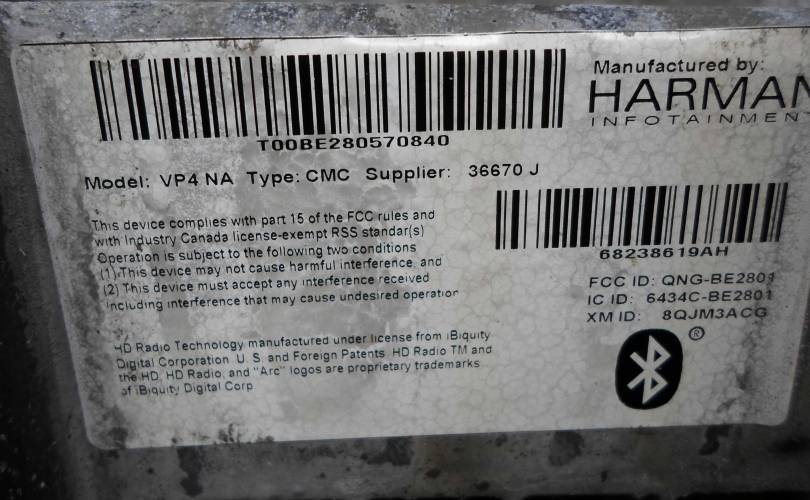 Manufactured by:
HARMAN
INFOTAINMENT
T00BE280570840
Model: VP4 NA Type: CMC Supplier: 36670 J
68238619AH
This device complies with part 15 of the FCC rules and
with Industry Canada license-exempt RSS standar(s)
Operation is subject to the following two conditions
(1) This device may not cause harmful interference, and
(2) This device must accept any interference received
including interference that may cause undesired operation
FCC ID: QNG-BE2801
IC ID: 6434C-BE2801
XM ID: 8QJM3ACG
HD Radio Technology manufactured under license from iBiquity
Digital Corporation. U.S. and Foreign Patents. HD Radio TM and
the HD, HD Radio, and "Arc" logos are proprietary trademarks
of iBiquity Digital Corp
®